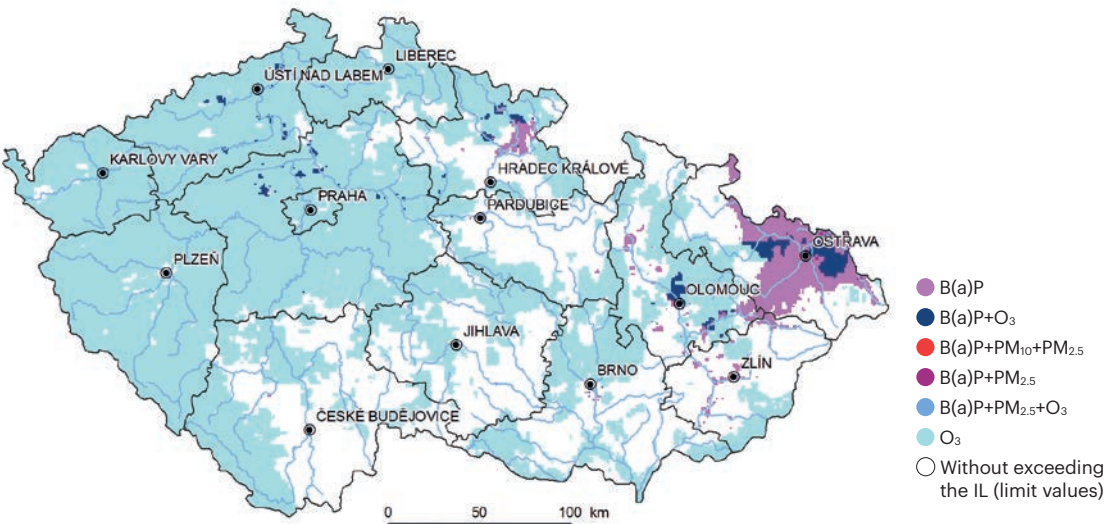 LIBEREC
ÚSTÍ NAD LABEM
KARLOVY VARY
HRADEC KRÁLOVÉ
PRAHA
PARDUBICE
OSTRAVA
PLZEŇ
OLOMOUC
JIHLAVA
ZLÍN
BRNO
ČESKÉ BUDĚJOVICE
0 50 100 km
B(a)P
B(a)P+O₃
B(a)P+PM₁₀+PM₂.₅
B(a)P+PM₂.₅
B(a)P+PM₂.₅+O₃
O₃
Without exceeding
the IL (limit values)